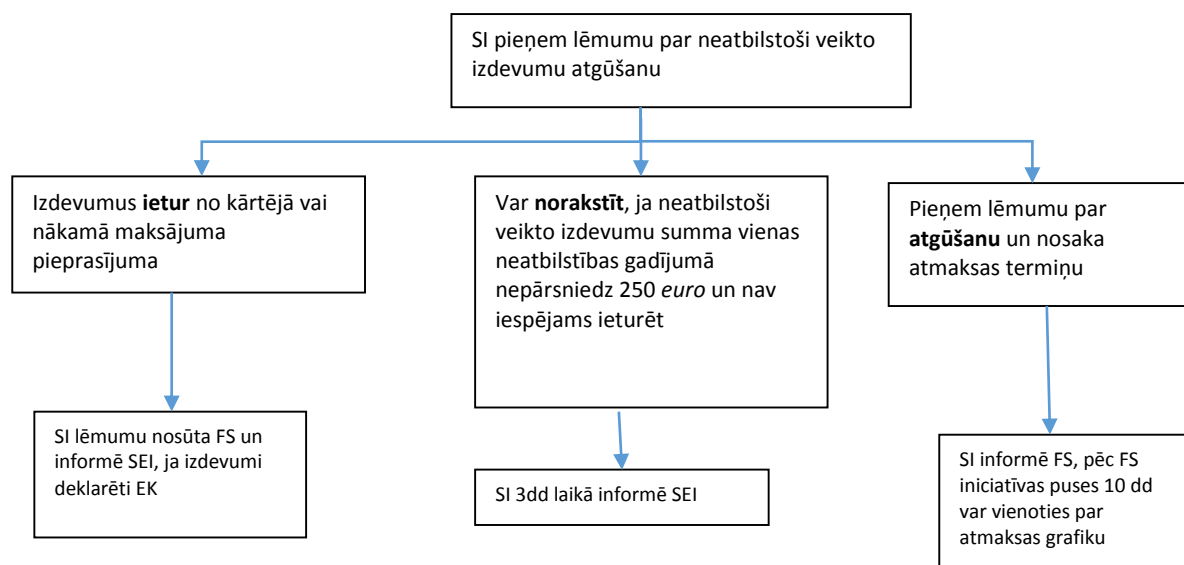 SI pieņem lēmumu par neatbilstoši veikto
izdevumu atgūšanu
Izdevumus ietur no kārtējā vai
nākamā maksājuma
pieprasījuma
Var norakstīt, ja neatbilstoši
veikto izdevumu summa vienas
neatbilstības gadījumā
nepārsniedz 250 euro un nav
iespējams ieturēt
Pieņem lēmumu par
atgūšanu un nosaka
atmaksas termiņu
SI lēmumu nosūta FS un
informē SEI, ja izdevumi
deklarēti EK
SI 3dd laikā informē SEI
SI informē FS, pēc FS
iniciatīvas puses 10 dd
var vienoties par
atmaksas grafiku